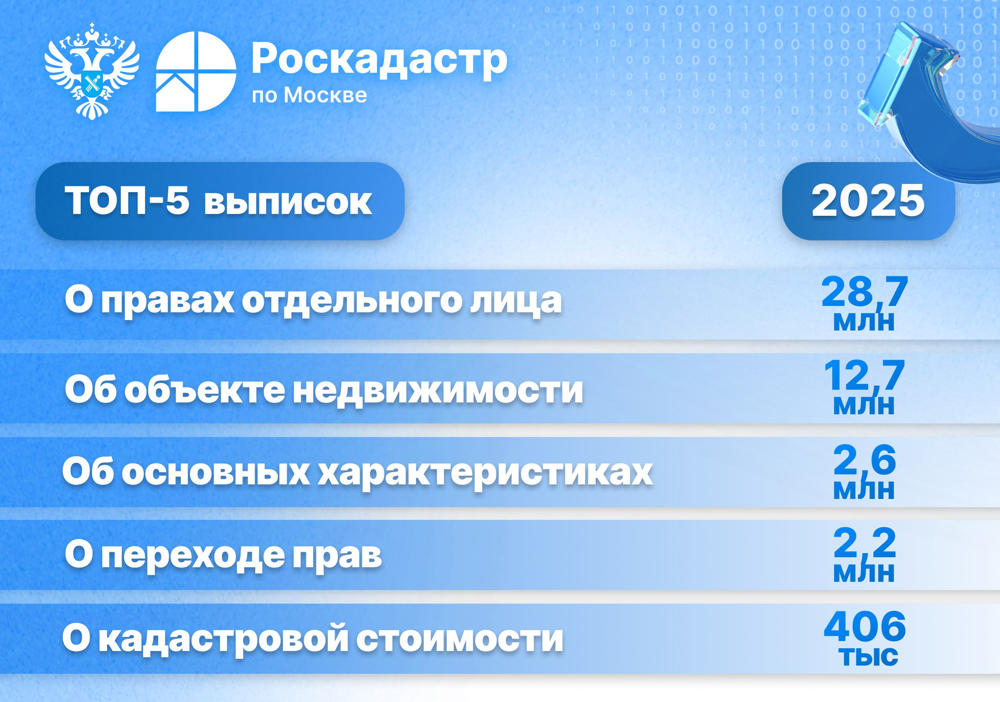 Роскадастр
по Москве
ТОП-5 выписок
2025
О правах отдельного лица
28,7
млн
Об объекте недвижимости
12,7
млн
Об основных характеристиках
2,6
млн
О переходе прав
2,2
млн
О кадастровой стоимости
406
тыс